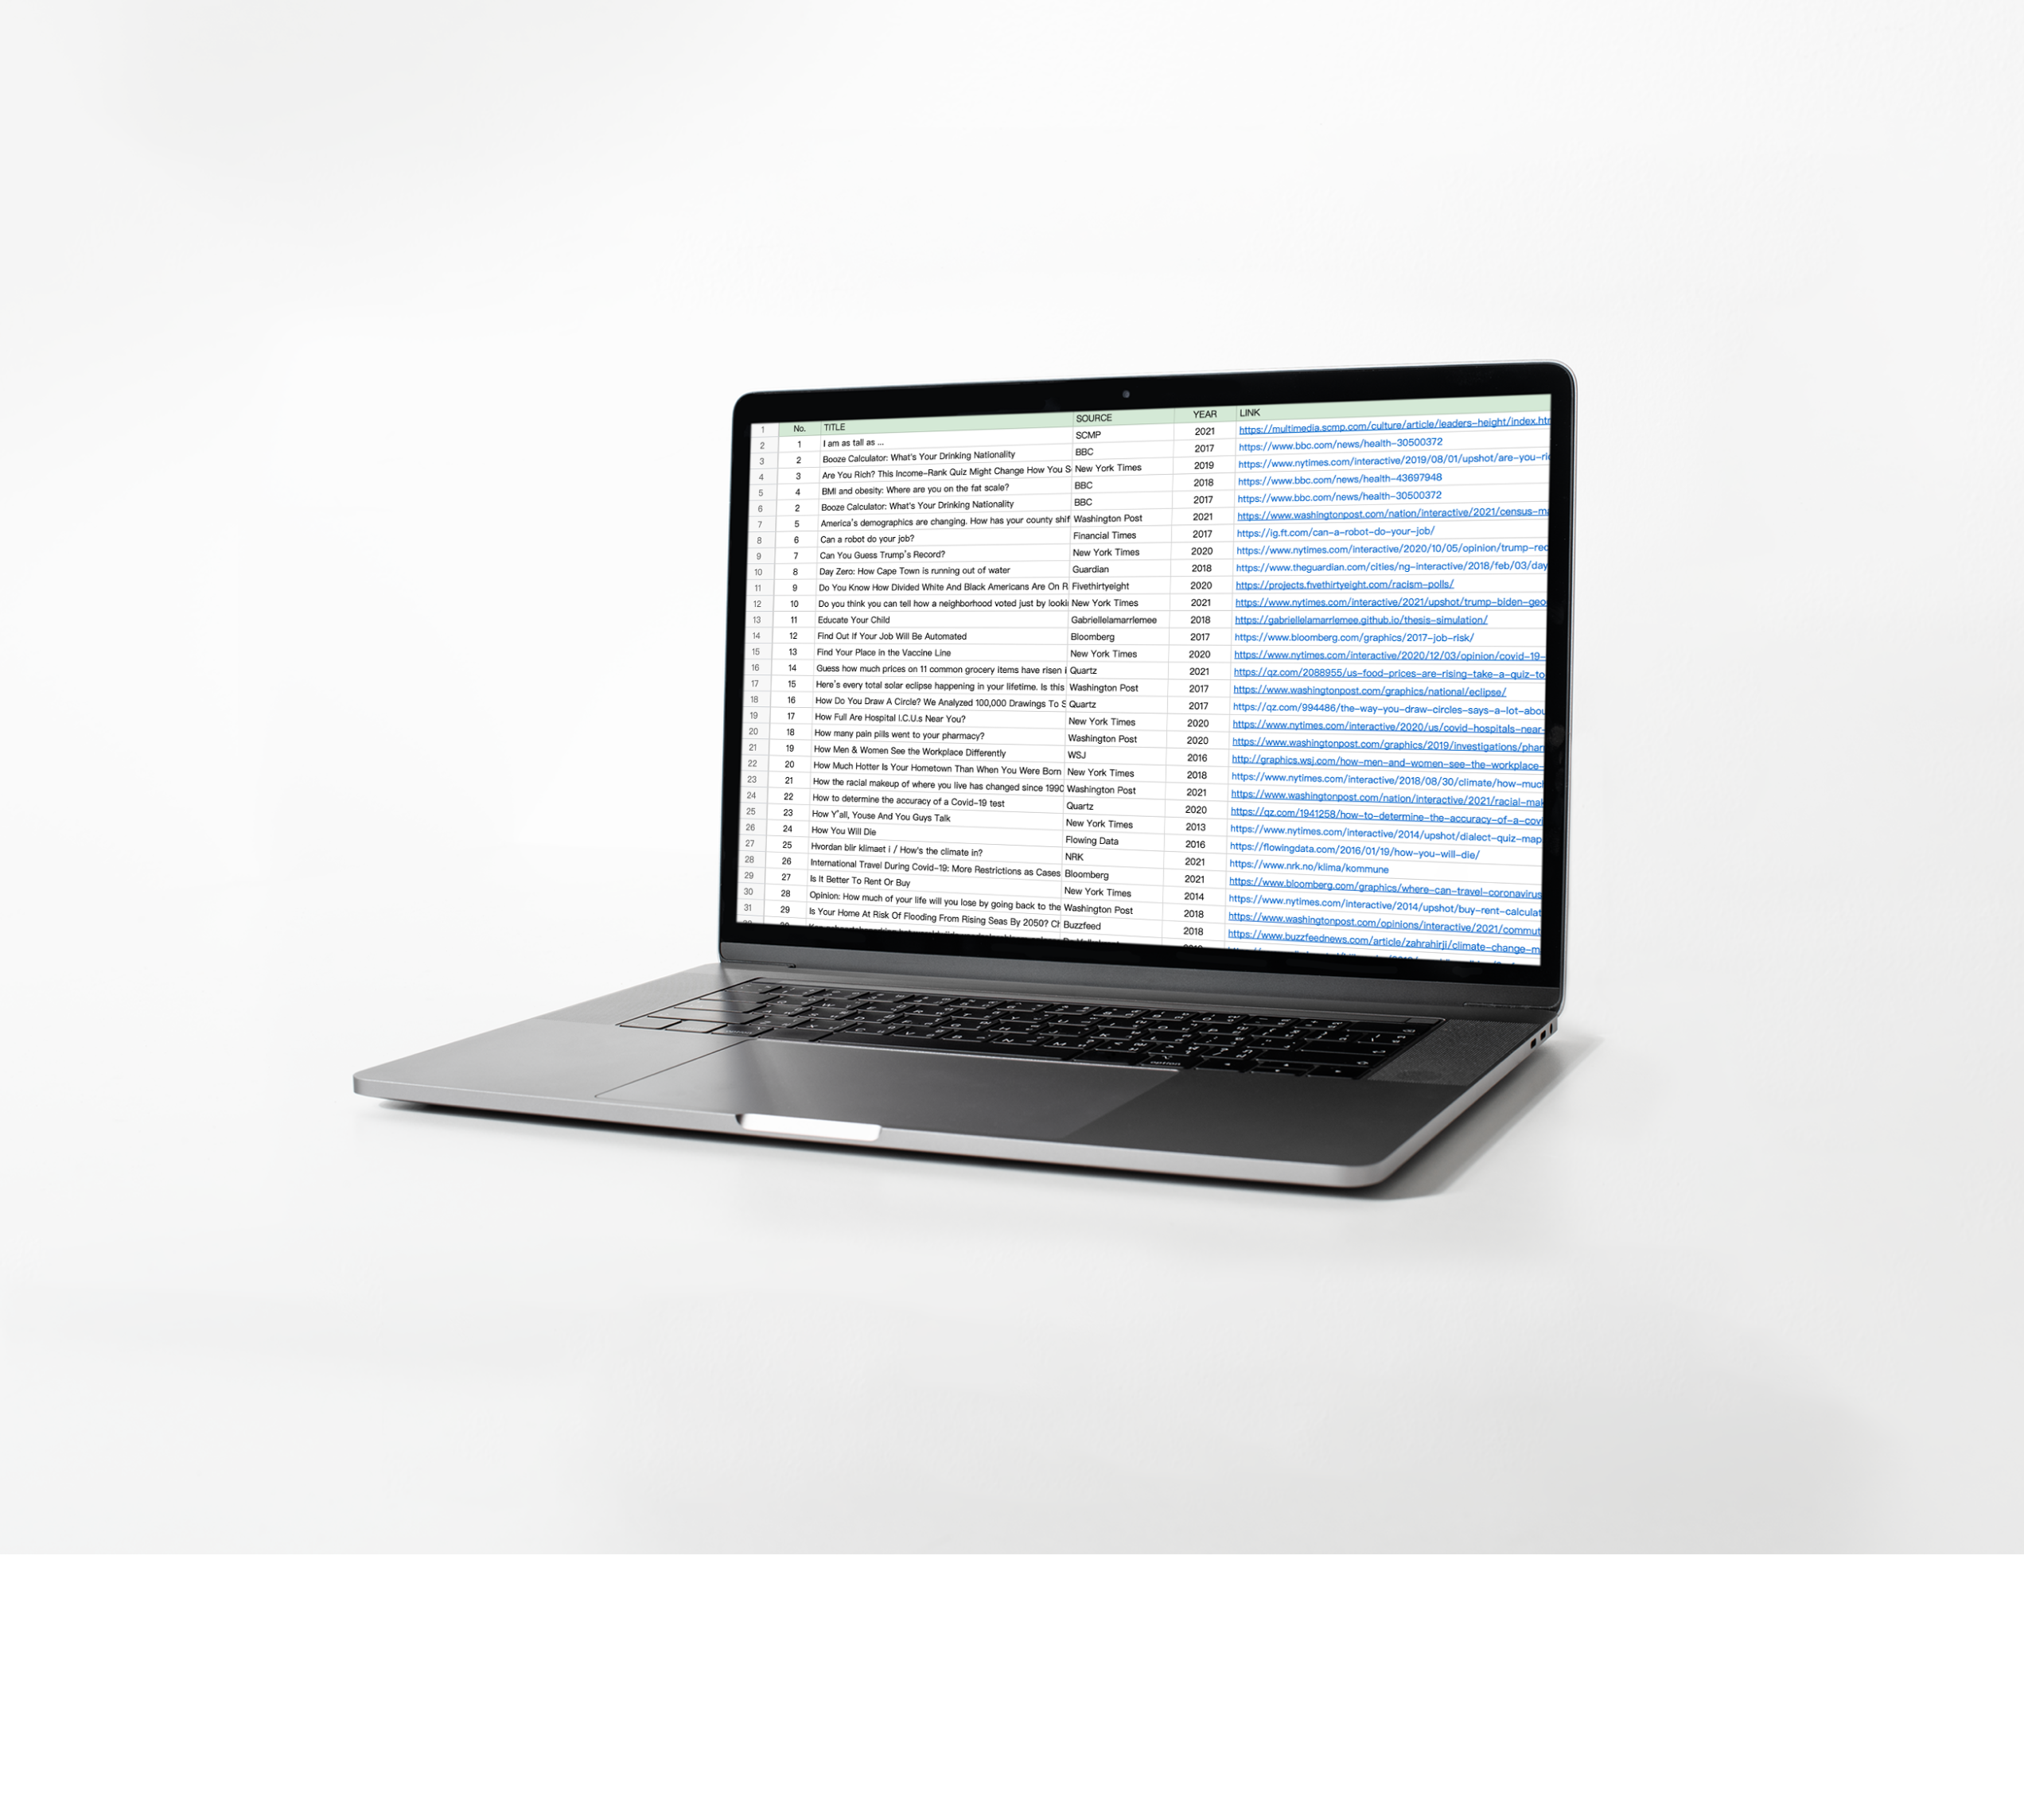 1 No. TITLE SOURCE YEAR LINK
2 1 I am as tall as ... SCMP 2021 https://multimedia.scmp.com/culture/article/leaders-height/index.htm
3 2 Booze Calculator: What's Your Drinking Nationality BBC 2017 https://www.bbc.com/news/health-30500372
4 3 Are You Rich? This Income-Rank Quiz Might Change How You S New York Times 2019 https://www.nytimes.com/interactive/2019/08/01/upshot/are-you-ric
5 4 BMI and obesity: Where are you on the fat scale? BBC 2018 https://www.bbc.com/news/health-43697948
6 2 Booze Calculator: What's Your Drinking Nationality BBC 2017 https://www.bbc.com/news/health-30500372
7 5 America's demographics are changing. How has your county shif Washington Post 2021 https://www.washingtonpost.com/nation/interactive/2021/census-ma
8 6 Can a robot do your job? Financial Times 2017 https://ig.ft.com/can-a-robot-do-your-job/
9 7 Can You Guess Trump's Record? New York Times 2020 https://www.nytimes.com/interactive/2020/10/05/opinion/trump-rec
10 8 Day Zero: How Cape Town is running out of water Guardian 2018 https://www.theguardian.com/cities/ng-interactive/2018/feb/03/day
11 9 Do You Know How Divided White And Black Americans Are On R Fivethirtyeight 2020 https://projects.fivethirtyeight.com/racism-polls/
12 10 Do you think you can tell how a neighborhood voted just by looki New York Times 2021 https://www.nytimes.com/interactive/2021/upshot/trump-biden-geo
13 11 Educate Your Child Gabriellelamarrlemee 2018 https://gabriellelamarrlemee.github.io/thesis-simulation/
14 12 Find Out If Your Job Will Be Automated Bloomberg 2017 https://www.bloomberg.com/graphics/2017-job-risk/
15 13 Find Your Place in the Vaccine Line New York Times 2020 https://www.nytimes.com/interactive/2020/12/03/opinion/covid-19-
16 14 Guess how much prices on 11 common grocery items have risen i Quartz 2021 https://qz.com/2088955/us-food-prices-are-rising-take-a-quiz-to
17 15 Here's every total solar eclipse happening in your lifetime. Is this Washington Post 2017 https://www.washingtonpost.com/graphics/national/eclipse/
18 16 How Do You Draw A Circle? We Analyzed 100,000 Drawings To S Quartz 2017 https://qz.com/994486/the-way-you-draw-circles-says-a-lot-abou
19 17 How Full Are Hospital I.C.U.s Near You? New York Times 2020 https://www.nytimes.com/interactive/2020/us/covid-hospitals-near-
20 18 How many pain pills went to your pharmacy? Washington Post 2020 https://www.washingtonpost.com/graphics/2019/investigations/phar
21 19 How Men & Women See the Workplace Differently WSJ 2016 http://graphics.wsj.com/how-men-and-women-see-the-workplace-
22 20 How Much Hotter Is Your Hometown Than When You Were Born New York Times 2018 https://www.nytimes.com/interactive/2018/08/30/climate/how-muc
23 21 How the racial makeup of where you live has changed since 1990 Washington Post 2021 https://www.washingtonpost.com/nation/interactive/2021/racial-mak
24 22 How to determine the accuracy of a Covid-19 test Quartz 2020 https://qz.com/1941258/how-to-determine-the-accuracy-of-a-covi
25 23 How Y'all, Youse And You Guys Talk New York Times 2013 https://www.nytimes.com/interactive/2014/upshot/dialect-quiz-map
26 24 How You Will Die Flowing Data 2016 https://flowingdata.com/2016/01/19/how-you-will-die/
27 25 Hvordan blir klimaet i / How's the climate in? NRK 2021 https://www.nrk.no/klima/kommune
28 26 International Travel During Covid-19: More Restrictions as Cases Bloomberg 2021 https://www.bloomberg.com/graphics/where-can-travel-coronavirus
29 27 Is It Better To Rent Or Buy New York Times 2014 https://www.nytimes.com/interactive/2014/upshot/buy-rent-calculat
30 28 Opinion: How much of your life will you lose by going back to the Washington Post 2018 https://www.washingtonpost.com/opinions/interactive/2021/commut
31 29 Is Your Home At Risk Of Flooding From Rising Seas By 2050? Ch Buzzfeed 2018 https://www.buzzfeednews.com/article/zahrahirji/climate-change-m
option